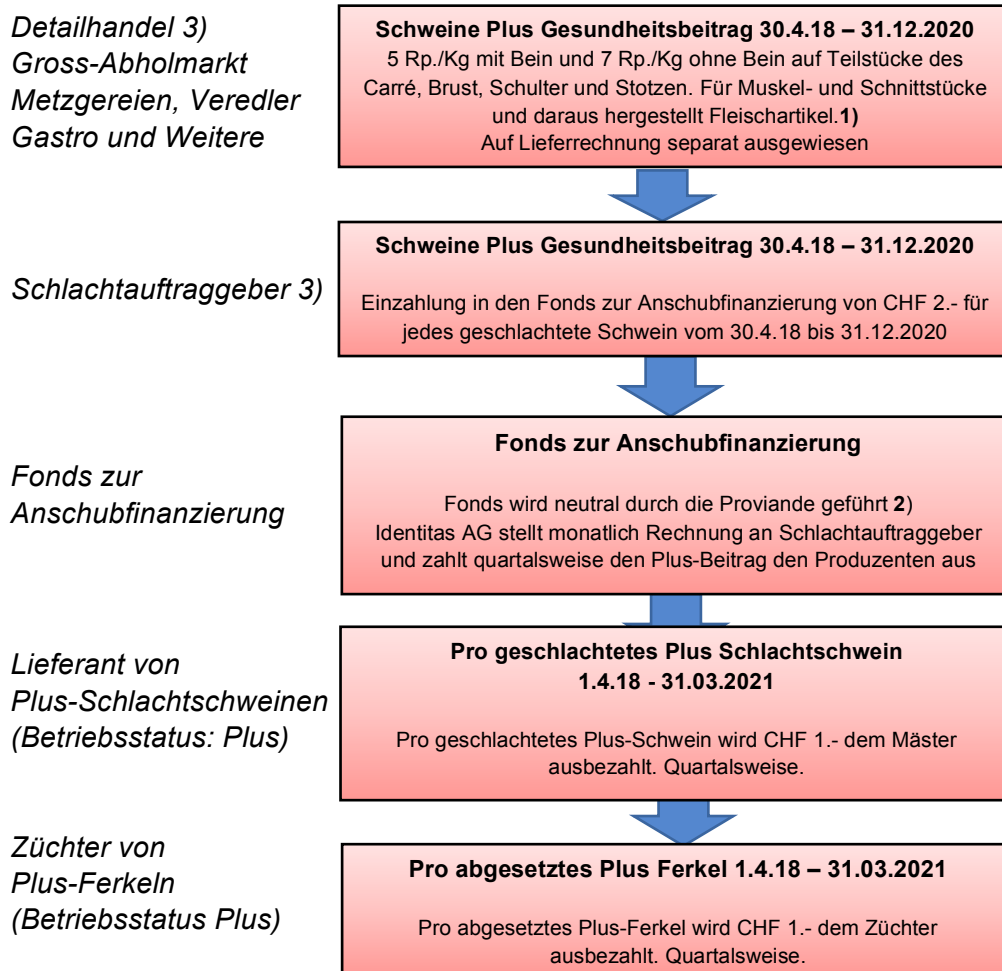 Detailhandel 3)
Gross-Abholmarkt
Metzgereien, Veredler
Gastro und Weitere
Schweine Plus Gesundheitsbeitrag 30.4.18 – 31.12.2020
5 Rp./Kg mit Bein und 7 Rp./Kg ohne Bein auf Teilstücke des
Carré, Brust, Schulter und Stotzen. Für Muskel- und Schnittstücke
und daraus hergestellt Fleischartikel.1)
Auf Lieferrechnung separat ausgewiesen
Schlachtauftraggeber 3)
Schweine Plus Gesundheitsbeitrag 30.4.18 – 31.12.2020
Einzahlung in den Fonds zur Anschubfinanzierung von CHF 2.- für
jedes geschlachtete Schwein vom 30.4.18 bis 31.12.2020
Fonds zur
Anschubfinanzierung
Fonds zur Anschubfinanzierung
Fonds wird neutral durch die Proviande geführt 2)
Identitas AG stellt monatlich Rechnung an Schlachtauftraggeber
und zahlt quartalsweise den Plus-Beitrag den Produzenten aus
Lieferant von
Plus-Schlachtschweinen
(Betriebsstatus: Plus)
Pro geschlachtetes Plus Schlachtschwein
1.4.18 - 31.03.2021
Pro geschlachtetes Plus-Schwein wird CHF 1.- dem Mäster
ausbezahlt. Quartalsweise.
Züchter von
Plus-Ferkeln
(Betriebsstatus Plus)
Pro abgesetztes Plus Ferkel 1.4.18 – 31.03.2021
Pro abgesetztes Plus-Ferkel wird CHF 1.- dem Züchter
ausbezahlt. Quartalsweise.